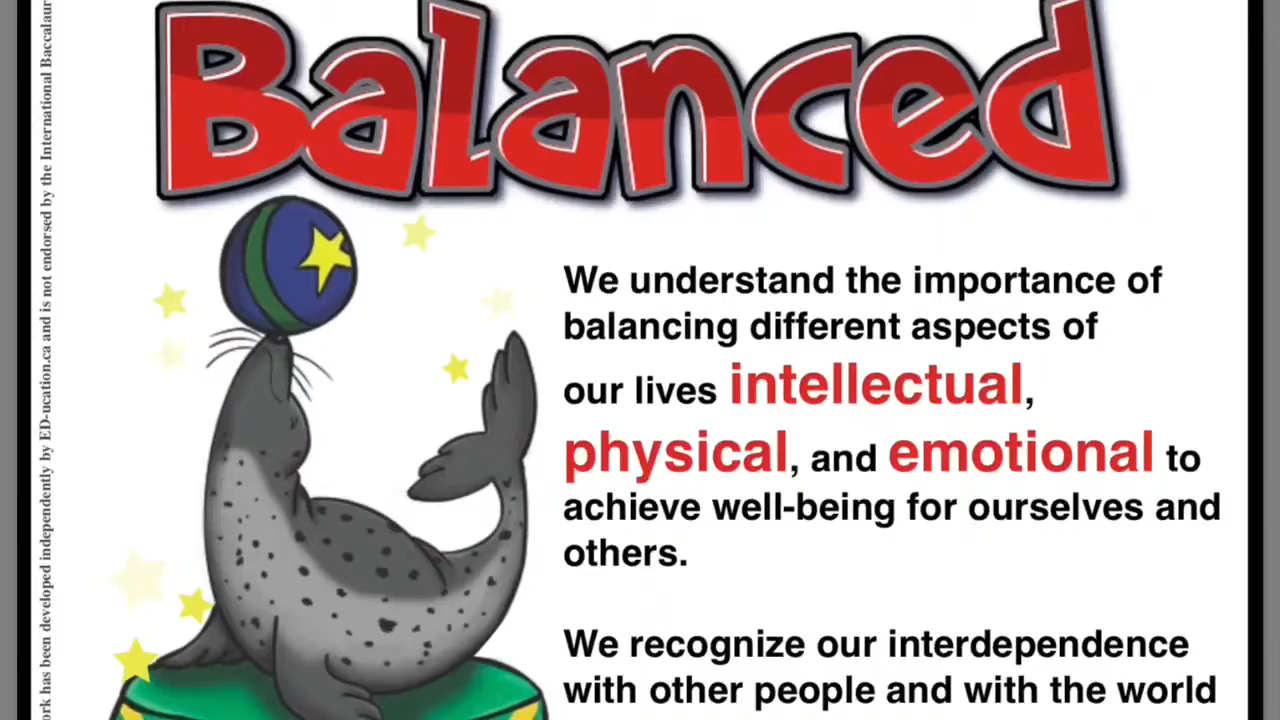 Balanced
We understand the importance of
balancing different aspects of
our lives intellectual,
physical, and emotional to
achieve well-being for ourselves and
others.
We recognize our interdependence
with other people and with the world
has been developed independently by ED-ucation.ca and is not endorsed by the International